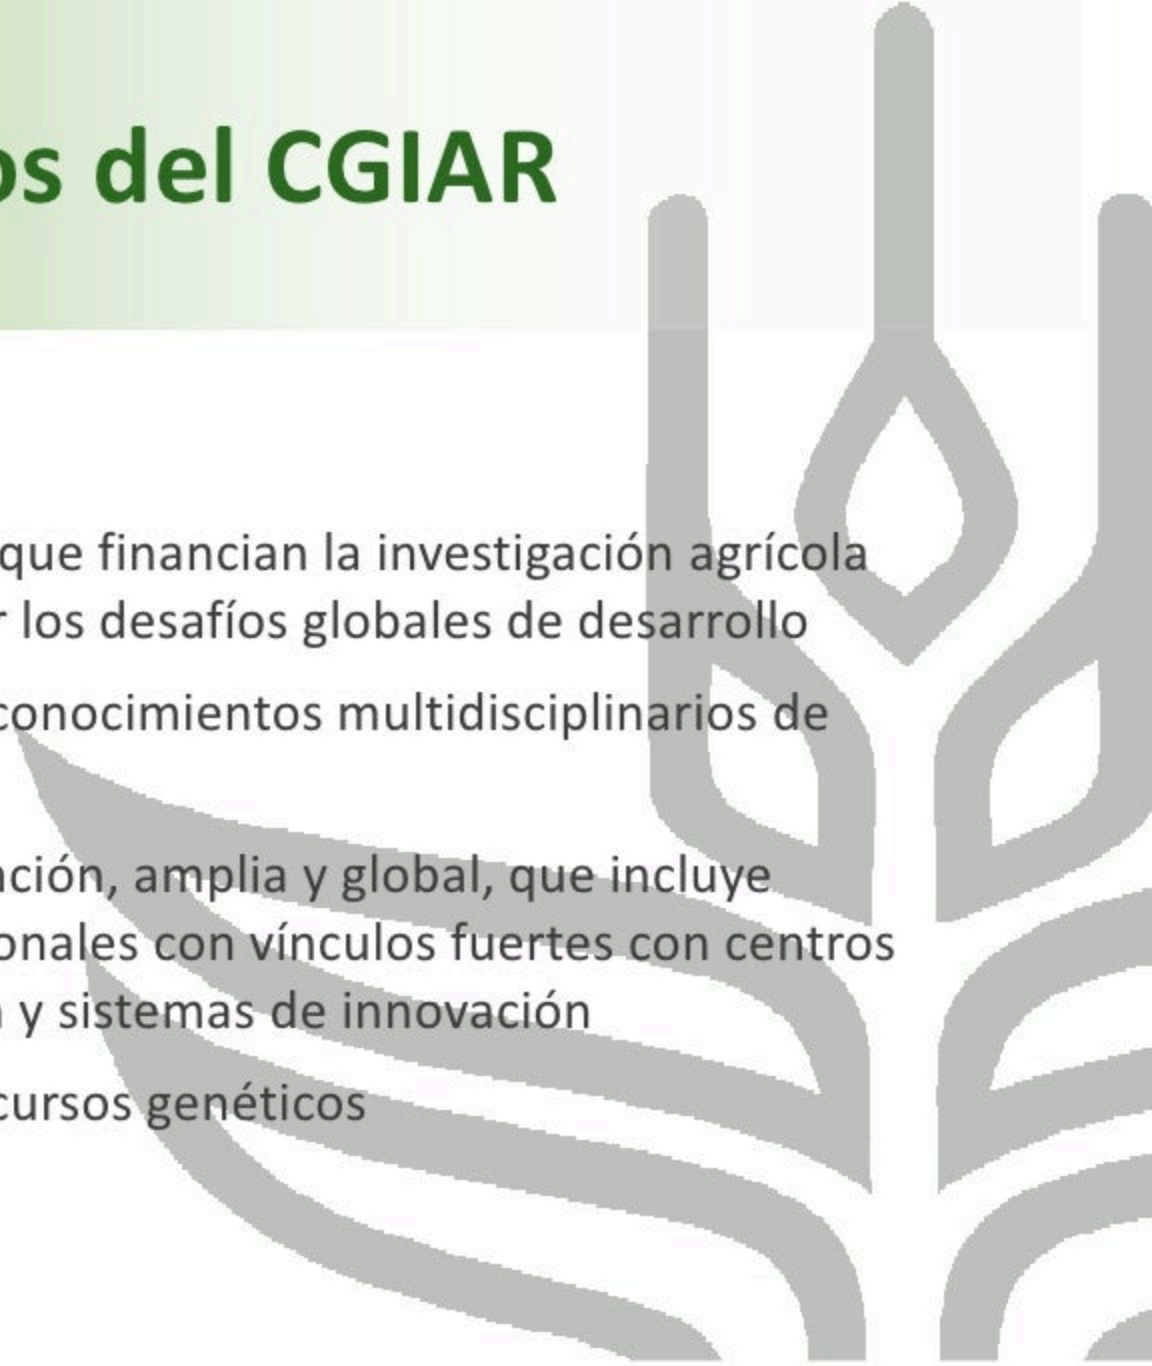 os del CGIAR
que financian la investigación agrícola
r los desafíos globales de desarrollo
conocimientos multidisciplinarios de
ación, amplia y global, que incluye
onales con vínculos fuertes con centros
y sistemas de innovación
cursos genéticos